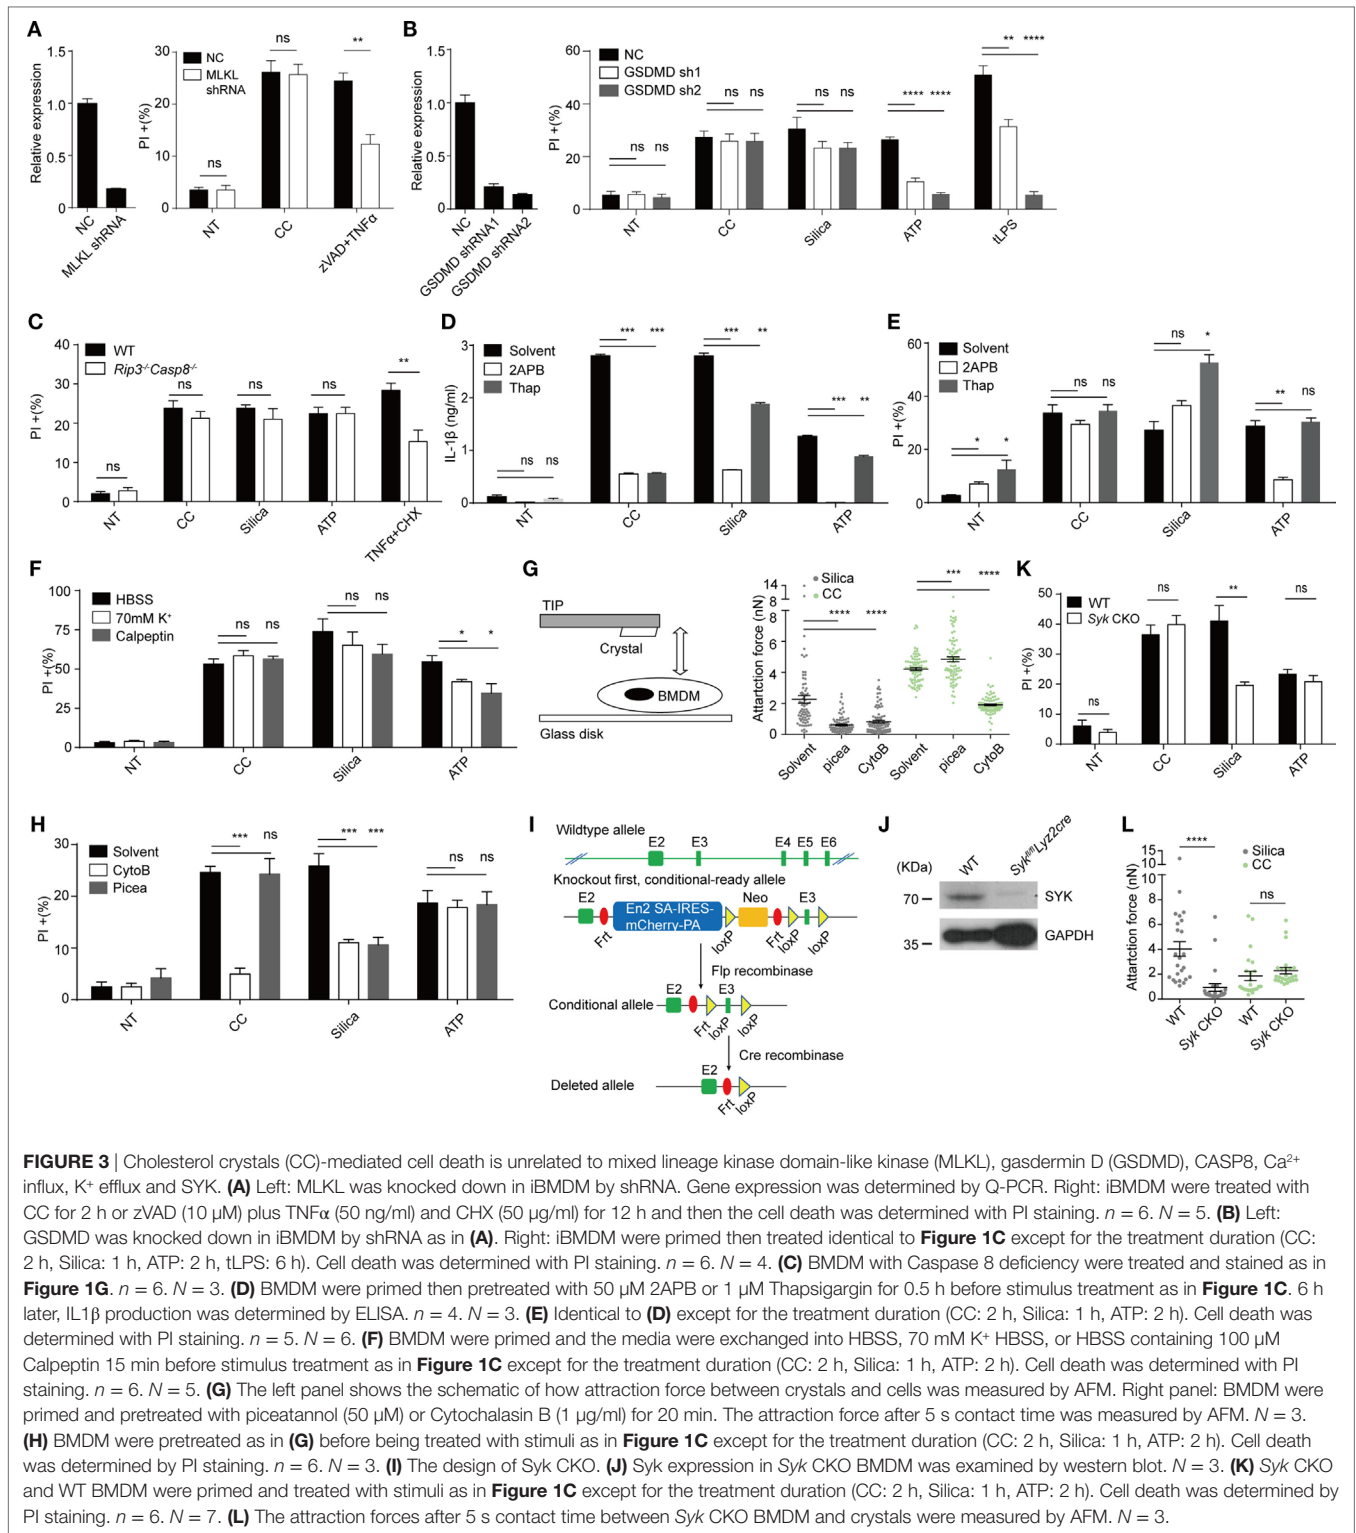 A
Relative expression
1.5
1.0
0.5
0
NC
MLKL shRNA
PI +(%)
30
20
10
0
NC
MLKL
shRNA
ns
ns
**
NT
CC
zVAD+TNFα
B
Relative expression
1.5
1.0
0.5
0
NC
GSDMD shRNA1
GSDMD shRNA2
PI +(%)
60
40
20
0
NC
GSDMD sh1
GSDMD sh2
ns ns
ns ns
ns ns
**** ****
** ****
NT
CC
Silica
ATP
tLPS
C
PI +(%)
40
30
20
10
0
WT
Rip3-/-Casp8-/-
ns
ns
ns
ns
**
NT
CC
Silica
ATP
TNFα+CHX
D
IL-1β (ng/ml)
3
2
1
0
Solvent
2APB
Thap
ns ns
*** ***
*** **
*** **
NT
CC
Silica
ATP
E
PI +(%)
60
40
20
0
Solvent
2APB
Thap
* *
ns ns
ns *
** ns
NT
CC
Silica
ATP
F
PI +(%)
100
75
50
25
0
HBSS
70mM K+
Calpeptin
ns ns
ns ns
* *
NT
CC
Silica
ATP
G
TIP
Crystal
BMDM
Glass disk
Attartction force (nN)
14
8
6
4
2
0
Silica
CC
**** ****
*** ****
Solvent
picea
CytoB
Solvent
picea
CytoB
K
PI +(%)
50
40
30
20
10
0
WT
Syk CKO
ns
ns
**
ns
NT
CC
Silica
ATP
H
PI +(%)
30
20
10
0
Solvent
CytoB
Picea
*** ns
*** ***
ns ns
NT
CC
Silica
ATP
I
Wildtype allele
E2 E3 E4 E5 E6
Knockout first, conditional-ready allele
E2 En2 SA-IRES-
mCherry-PA
Neo E3
Frt loxP Frt loxP loxP
Flp recombinase
E2 E3
Conditional allele
Frt loxP loxP
Cre recombinase
E2
Deleted allele
Frt loxP
J
(KDa)
WT
Sykfl/flLyz2cre
70
SYK
35
GAPDH
L
Attartction force (nN)
15
10
8
6
4
2
0
Silica
CC
****
ns
WT
Syk CKO
WT
Syk CKO
FIGURE 3 | Cholesterol crystals (CC)-mediated cell death is unrelated to mixed lineage kinase domain-like kinase (MLKL), gasdermin D (GSDMD), CASP8, Ca2+
influx, K+ efflux and SYK. (A) Left: MLKL was knocked down in iBMDM by shRNA. Gene expression was determined by Q-PCR. Right: iBMDM were treated with
CC for 2 h or zVAD (10 μM) plus TNFα (50 ng/ml) and CHX (50 μg/ml) for 12 h and then the cell death was determined with PI staining. n = 6. N = 5. (B) Left:
GSDMD was knocked down in iBMDM by shRNA as in (A). Right: iBMDM were primed then treated identical to Figure 1C except for the treatment duration (CC:
2 h, Silica: 1 h, ATP: 2 h, tLPS: 6 h). Cell death was determined with PI staining. n = 6. N = 4. (C) BMDM with Caspase 8 deficiency were treated and stained as in
Figure 1G. n = 6. N = 3. (D) BMDM were primed then pretreated with 50 μM 2APB or 1 μM Thapsigargin for 0.5 h before stimulus treatment as in Figure 1C. 6 h
later, IL1β production was determined by ELISA. n = 4. N = 3. (E) Identical to (D) except for the treatment duration (CC: 2 h, Silica: 1 h, ATP: 2 h). Cell death was
determined with PI staining. n = 5. N = 6. (F) BMDM were primed and the media were exchanged into HBSS, 70 mM K+ HBSS, or HBSS containing 100 μM
Calpeptin 15 min before stimulus treatment as in Figure 1C except for the treatment duration (CC: 2 h, Silica: 1 h, ATP: 2 h). Cell death was determined with PI
staining. n = 6. N = 5. (G) The left panel shows the schematic of how attraction force between crystals and cells was measured by AFM. Right panel: BMDM were
primed and pretreated with piceatannol (50 μM) or Cytochalasin B (1 μg/ml) for 20 min. The attraction force after 5 s contact time was measured by AFM. N = 3.
(H) BMDM were pretreated as in (G) before being treated with stimuli as in Figure 1C except for the treatment duration (CC: 2 h, Silica: 1 h, ATP: 2 h). Cell death
was determined by PI staining. n = 6. N = 3. (I) The design of Syk CKO. (J) Syk expression in Syk CKO BMDM was examined by western blot. N = 3. (K) Syk CKO
and WT BMDM were primed and treated with stimuli as in Figure 1C except for the treatment duration (CC: 2 h, Silica: 1 h, ATP: 2 h). Cell death was determined by
PI staining. n = 6. N = 7. (L) The attraction forces after 5 s contact time between Syk CKO BMDM and crystals were measured by AFM. N = 3.